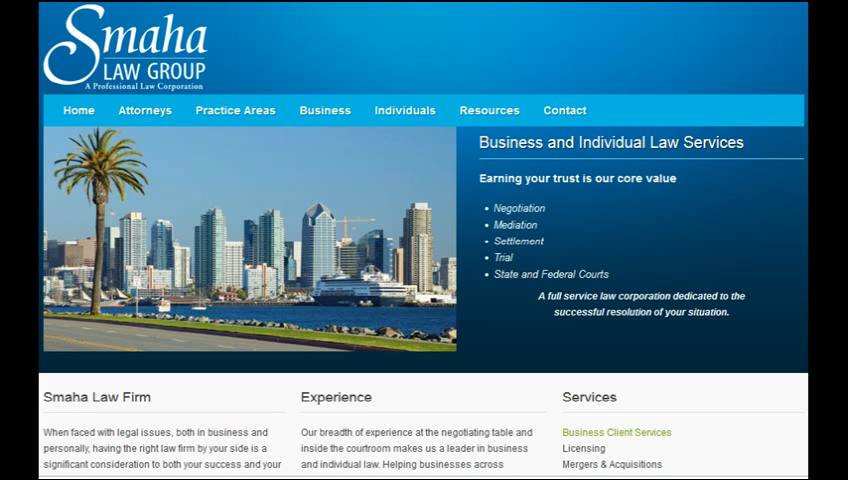 Smaha
LAW GROUP
A Professional Law Corporation
Home Attorneys Practice Areas Business Individuals Resources Contact
Business and Individual Law Services
Earning your trust is our core value
• Negotiation
• Mediation
• Settlement
• Trial
• State and Federal Courts
A full service law corporation dedicated to the
successful resolution of your situation.
Smaha Law Firm
When faced with legal issues, both in business and
personally, having the right law firm by your side is a
significant consideration to both your success and your
Experience
Our breadth of experience at the negotiating table and
inside the courtroom makes us a leader in business
and individual law. Helping businesses across
Services
Business Client Services
Licensing
Mergers & Acquisitions